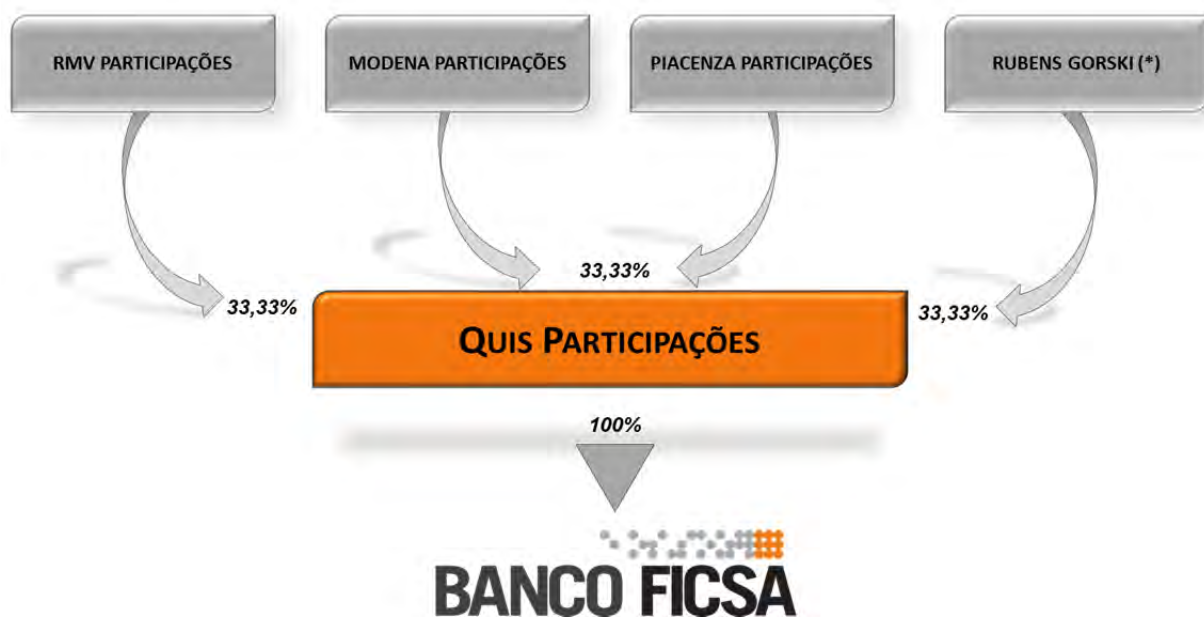 RMV PARTICIPAÇÕES
MODENA PARTICIPAÇÕES
PIACENZA PARTICIPAÇÕES
RUBENS GORSKI (*)
33,33%
33,33%
33,33%
QUIS PARTICIPAÇÕES
100%
BANCO FICSA